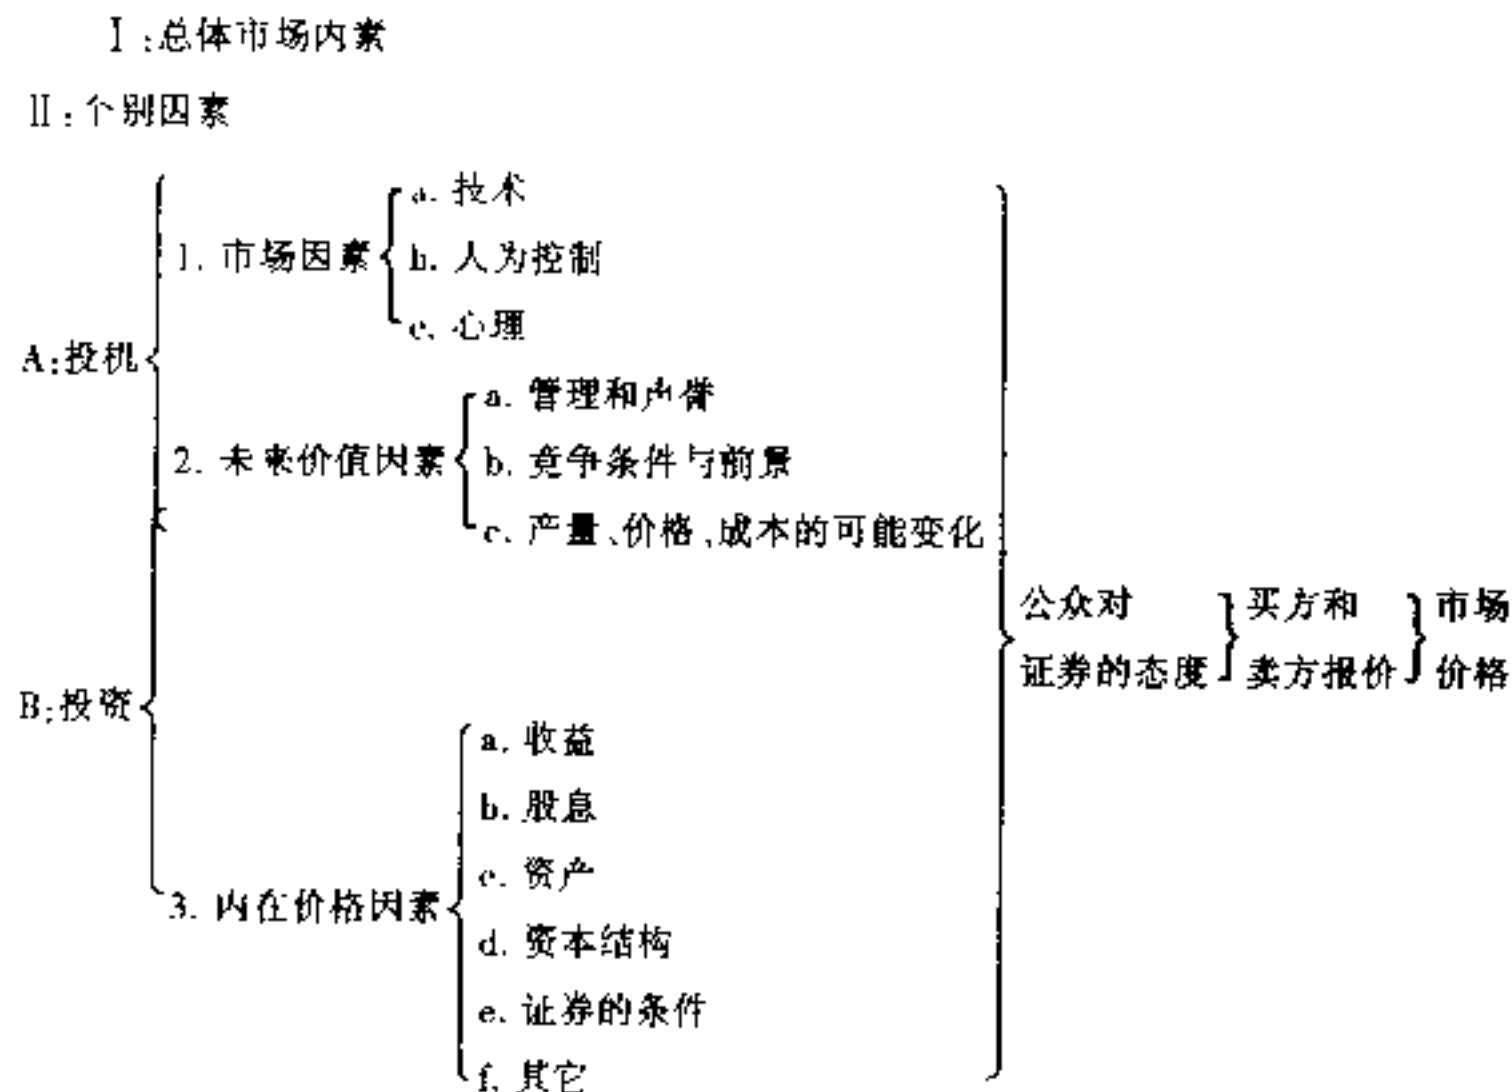 Ⅰ:总体市场内素
Ⅱ:个别因素
A:投机
1. 市场因素
a. 技术
b. 人为控制
c. 心理
2. 未来价值因素
a. 管理和声誉
b. 竞争条件与前景
c. 产量、价格,成本的可能变化
B:投资
3. 内在价格因素
a. 收益
b. 股息
c. 资产
d. 资本结构
e. 证券的条件
f. 其它
公众对
证券的态度
买方和
卖方报价
市场
价格